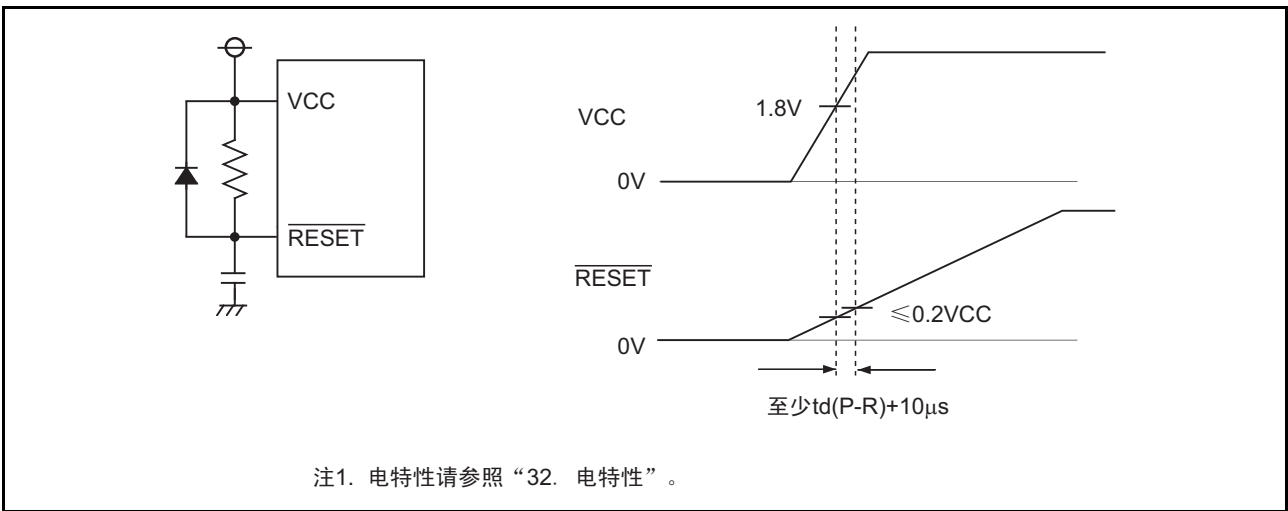 VCC
RESET
VCC
1.8V
0V
RESET
≦0.2VCC
0V
至少td(P-R)+10μs
注1. 电特性请参照“32. 电特性”。